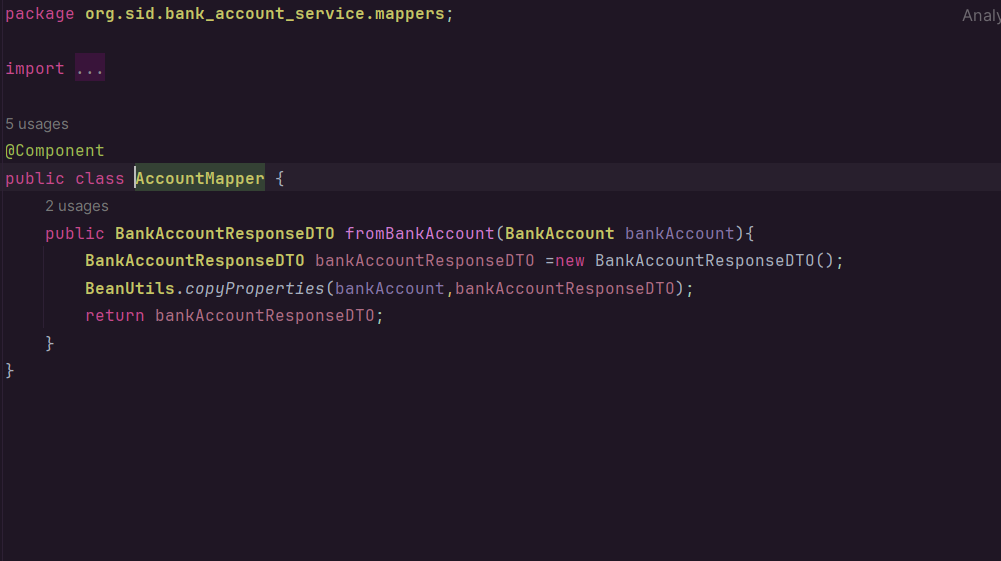 package org.sid.bank_account_service.mappers;
Analy
import ...
5 usages
@Component
public class AccountMapper {
2 usages
public BankAccountResponseDTO fromBankAccount(BankAccount bankAccount){
BankAccountResponseDTO bankAccountResponseDTO =new BankAccountResponseDTO();
BeanUtils.copyProperties(bankAccount,bankAccountResponseDTO);
return bankAccountResponseDTO;
}
}